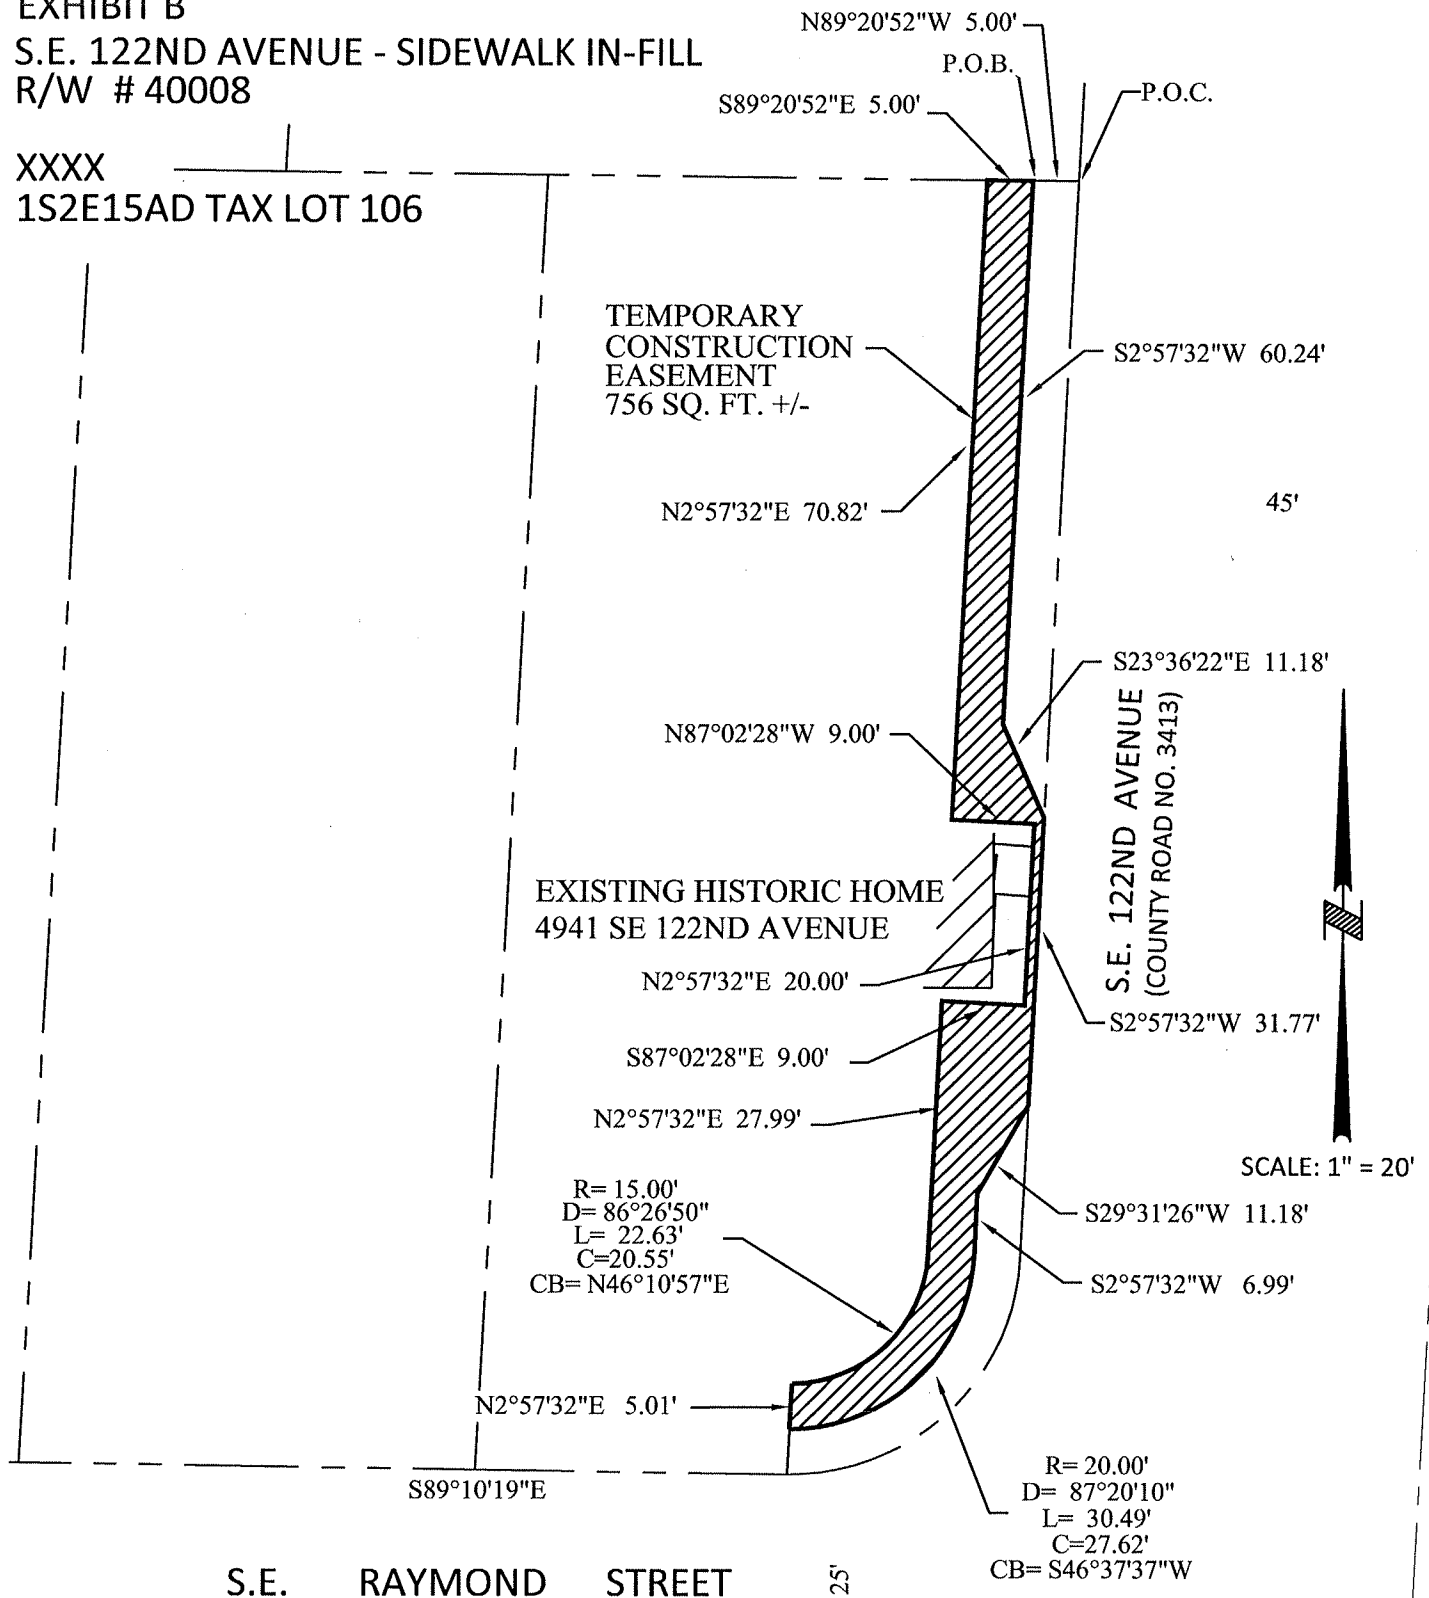 EXHIBIT B
S.E. 122ND AVENUE - SIDEWALK IN-FILL
R/W # 40008
XXXX
1S2E15AD TAX LOT 106
N89°20'52"W 5.00'
P.O.B.
S89°20'52"E 5.00'
P.O.C.
TEMPORARY
CONSTRUCTION
EASEMENT
756 SQ. FT. +/-
S2°57'32"W 60.24'
N2°57'32"E 70.82'
45'
S23°36'22"E 11.18'
N87°02'28"W 9.00'
S.E. 122ND AVENUE
(COUNTY ROAD NO. 3413)
EXISTING HISTORIC HOME
4941 SE 122ND AVENUE
N2°57'32"E 20.00'
S2°57'32"W 31.77'
S87°02'28"E 9.00'
N2°57'32"E 27.99'
SCALE: 1" = 20'
R= 15.00'
D= 86°26'50"
L= 22.63'
C=20.55'
CB= N46°10'57"E
S29°31'26"W 11.18'
S2°57'32"W 6.99'
N2°57'32"E 5.01'
S89°10'19"E
R= 20.00'
D= 87°20'10"
L= 30.49'
C=27.62'
CB= S46°37'37"W
S.E. RAYMOND STREET
25'